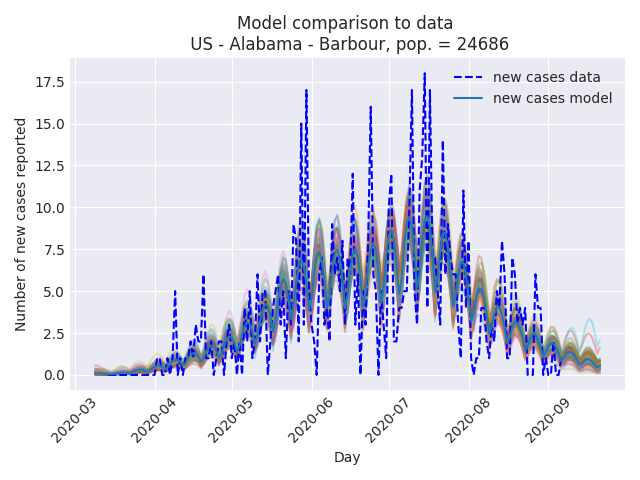 Model comparison to data
US - Alabama - Barbour, pop. = 24686
new cases data
new cases model
Number of new cases reported
17.5
15.0
12.5
10.0
7.5
5.0
2.5
0.0
2020-03
2020-04
2020-05
2020-06
2020-07
2020-08
2020-09
Day